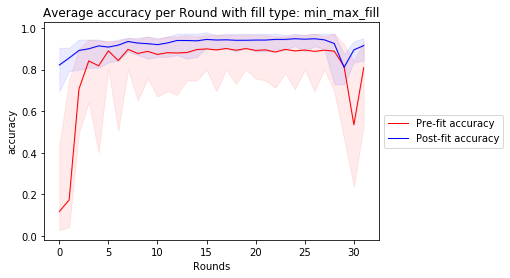 Average accuracy per Round with fill type: min_max_fill
1.0
0.8
0.6
0.4
0.2
0.0
accuracy
0 5 10 15 20 25 30
Rounds
Pre-fit accuracy
Post-fit accuracy